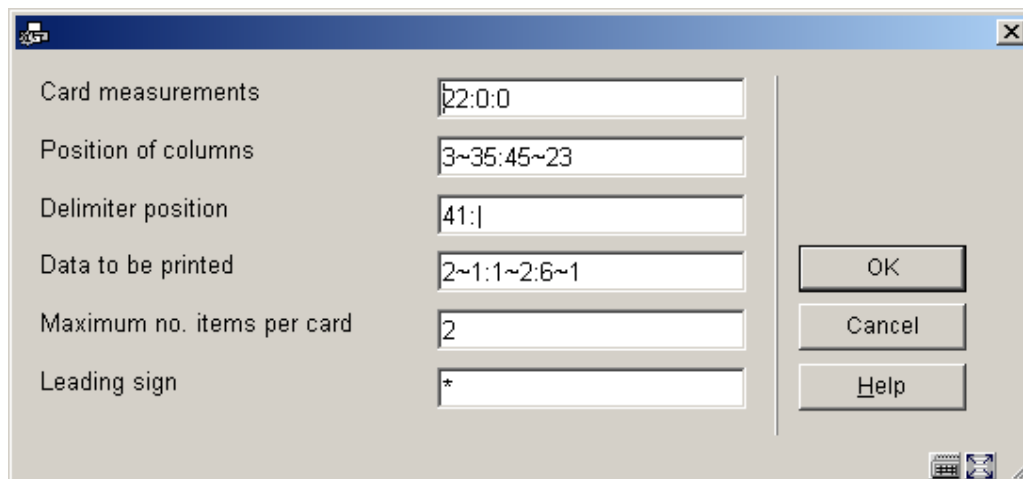 Card measurements 22:0:0
Position of columns 3~35:45~23
Delimiter position 41:|
Data to be printed 2~1:1~2:6~1 OK
Maximum no. items per card 2 Cancel
Leading sign * Help